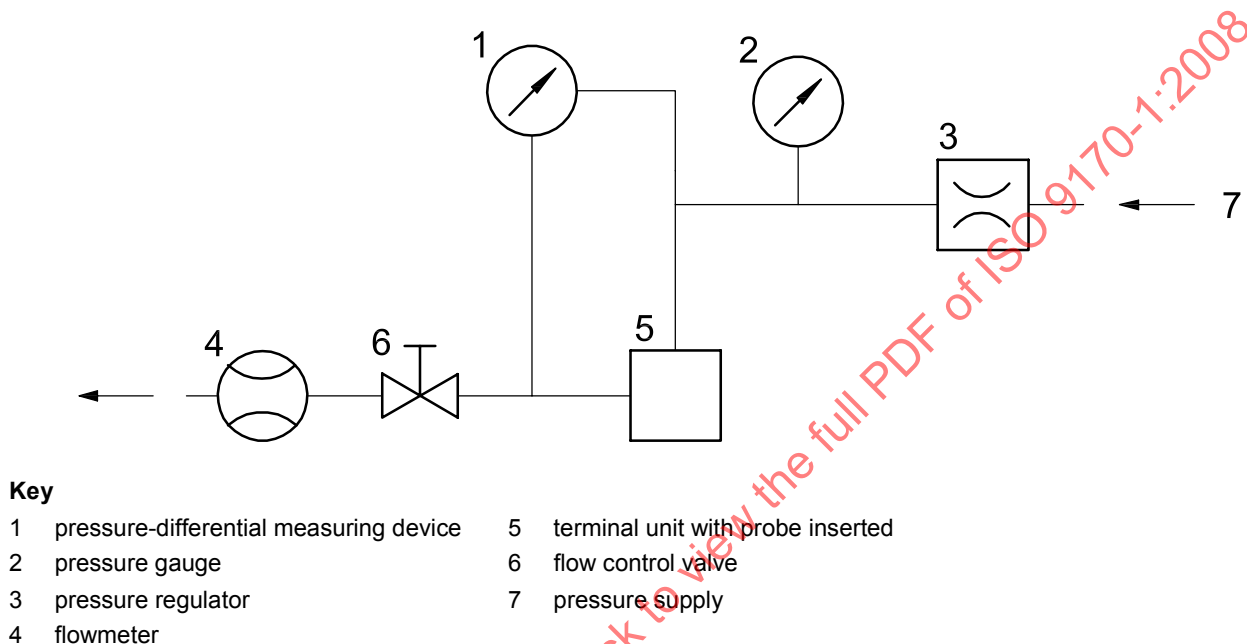 1
2
3
7
5
4
6
Key
1 pressure-differential measuring device
2 pressure gauge
3 pressure regulator
4 flowmeter
5 terminal unit with probe inserted
6 flow control valve
7 pressure supply
ck to view the full PDF of ISO 9170-1:2008